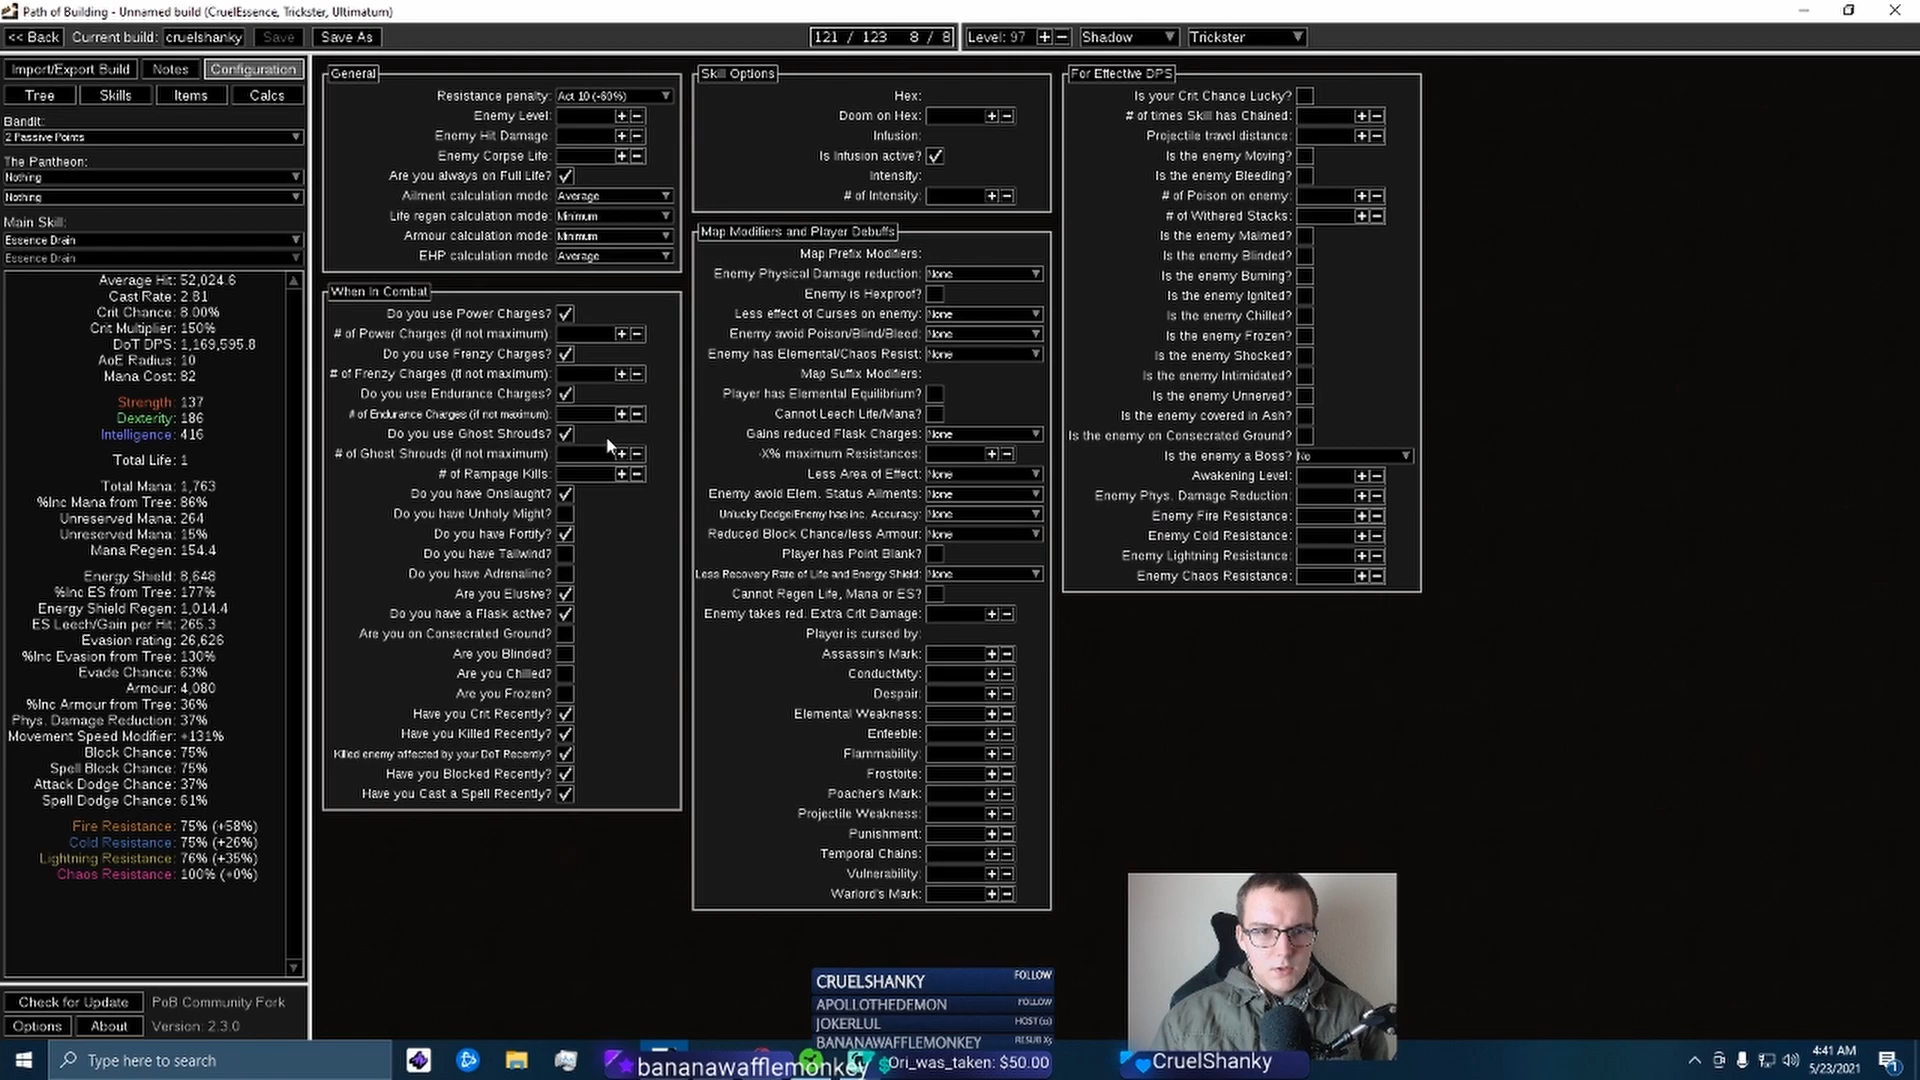 Path of Building - Unnamed build (CruelEssence, Trickster, Ultimatum)
<< Back
Current build: cruelshanky
Save
Save As
121 / 123 8 / 8
Level: 97
Shadow
Trickster
Import/Export Build
Notes
Configuration
Tree
Skills
Items
Calcs
Bandit:
2 Passive Points
The Pantheon:
Nothing
Nothing
Main Skill:
Essence Drain
Essence Drain
Average Hit: 52,024.6
Cast Rate: 2.81
Crit Chance: 8.00%
Crit Multiplier: 150%
DoT DPS: 1,169,595.8
AoE Radius: 10
Mana Cost: 82
Strength: 137
Dexterity: 186
Intelligence: 416
Total Life: 1
Total Mana: 1,763
%Inc Mana from Tree: 86%
Unreserved Mana: 264
Unreserved Mana: 15%
Mana Regen: 154.4
Energy Shield: 8,648
%Inc ES from Tree: 177%
Energy Shield Regen: 1,014.4
ES Leech/Gain per Hit: 265.3
Evasion rating: 26,626
%Inc Evasion from Tree: 130%
Evade Chance: 63%
Armour: 4,080
%Inc Armour from Tree: 36%
Phys. Damage Reduction: 37%
Movement Speed Modifier: +131%
Block Chance: 75%
Spell Block Chance: 75%
Attack Dodge Chance: 37%
Spell Dodge Chance: 61%
Fire Resistance: 75% (+58%)
Cold Resistance: 75% (+26%)
Lightning Resistance: 76% (+35%)
Chaos Resistance: 100% (+0%)
Check for Update
PoB Community Fork
Options
About
Version: 2.3.0
General
Resistance penalty: Act 10 (-60%)
Enemy Level:
Enemy Hit Damage:
Enemy Corpse Life:
Are you always on Full Life?
Ailment calculation mode: Average
Life regen calculation mode: Minimum
Armour calculation mode: Minimum
EHP calculation mode: Average
When In Combat
Do you use Power Charges?
# of Power Charges (if not maximum):
Do you use Frenzy Charges?
# of Frenzy Charges (if not maximum):
Do you use Endurance Charges?
# of Endurance Charges (if not maximum):
Do you use Ghost Shrouds?
# of Ghost Shrouds (if not maximum):
# of Rampage Kills:
Do you have Onslaught?
Do you have Unholy Might?
Do you have Fortify?
Do you have Tailwind?
Do you have Adrenaline?
Are you Elusive?
Do you have a Flask active?
Are you on Consecrated Ground?
Are you Blinded?
Are you Chilled?
Are you Frozen?
Have you Crit Recently?
Have you Killed Recently?
Killed enemy affected by your DoT Recently?
Have you Blocked Recently?
Have you Cast a Spell Recently?
Skill Options
Hex:
Doom on Hex:
Infusion:
Is Infusion active?
Intensity:
# of Intensity:
Map Modifiers and Player Debuffs
Map Prefix Modifiers:
Enemy Physical Damage reduction: None
Enemy is Hexproof?
Less effect of Curses on enemy: None
Enemy avoid Poison/Blind/Bleed: None
Enemy has Elemental/Chaos Resist: None
Map Suffix Modifiers:
Player has Elemental Equilibrium?
Cannot Leech Life/Mana?
Gains reduced Flask Charges: None
-X% maximum Resistances:
Less Area of Effect: None
Enemy avoid Elem. Status Ailments: None
Unlucky Dodge/Enemy has inc. Accuracy: None
Reduced Block Chance/less Armour: None
Player has Point Blank?
Less Recovery Rate of Life and Energy Shield: None
Cannot Regen Life, Mana or ES?
Enemy takes red. Extra Crit Damage:
Player is cursed by:
Assassin's Mark:
Conductivity:
Despair:
Elemental Weakness:
Enfeeble:
Flammability:
Frostbite:
Poacher's Mark:
Projectile Weakness:
Punishment:
Temporal Chains:
Vulnerability:
Warlord's Mark:
For Effective DPS
Is your Crit Chance Lucky?
# of times Skill has Chained:
Projectile travel distance:
Is the enemy Moving?
Is the enemy Bleeding?
# of Poison on enemy:
# of Withered Stacks:
Is the enemy Maimed?
Is the enemy Blinded?
Is the enemy Burning?
Is the enemy Ignited?
Is the enemy Chilled?
Is the enemy Frozen?
Is the enemy Shocked?
Is the enemy Intimidated?
Is the enemy Unnerved?
Is the enemy covered in Ash?
Is the enemy on Consecrated Ground?
Is the enemy a Boss? No
Awakening Level:
Enemy Phys. Damage Reduction:
Enemy Fire Resistance:
Enemy Cold Resistance:
Enemy Lightning Resistance:
Enemy Chaos Resistance:
CRUELSHANKY FOLLOW
APOLLOTHEDEMON FOLLOW
JOKERLUL HOST
BANANAWAFFLEMONKEY RESUB
Type here to search
bananawafflemonkey
Ori_was_taken: $50.00
CruelShanky
4:41 AM
5/23/2021